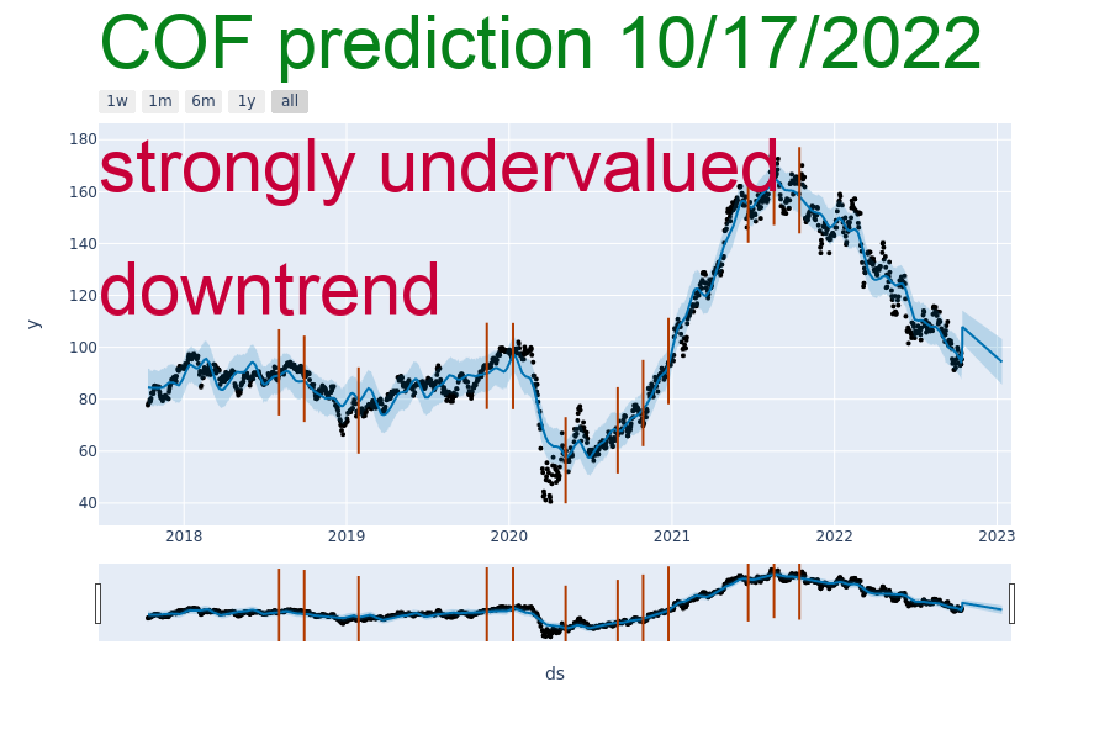 COF prediction 10/17/2022
1w 1m 6m 1y all
180
strongly undervalued
160
140
downtrend
120
y
100
80
60
40
2018 2019 2020 2021 2022 2023
ds